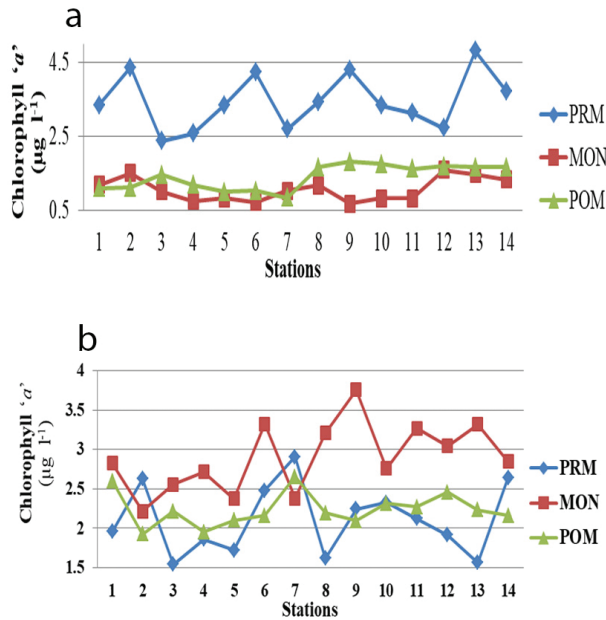 a
Chlorophyll ‘a’
(µg l-1)
4.5
2.5
0.5
1 2 3 4 5 6 7 8 9 10 11 12 13 14
Stations
PRM
MON
POM
b
Chlorophyll ‘a’
(µg l-1)
4
3.5
3
2.5
2
1.5
1 2 3 4 5 6 7 8 9 10 11 12 13 14
Stations
PRM
MON
POM